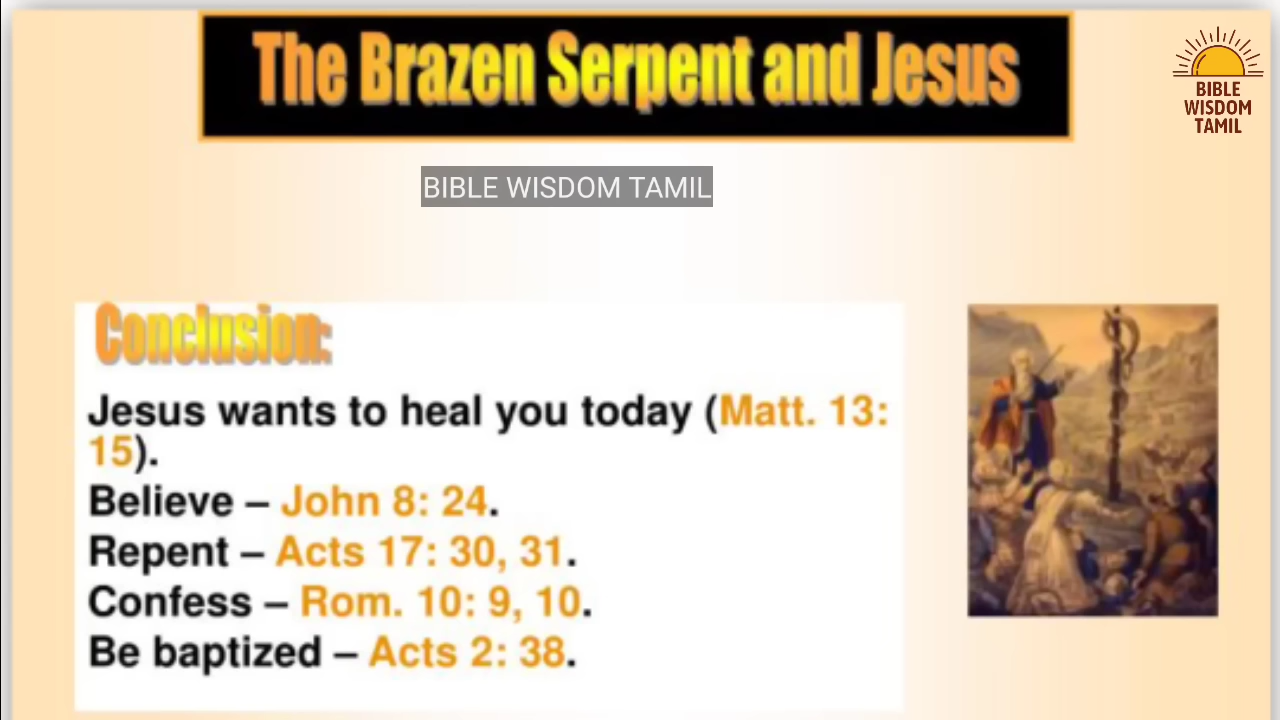 The Brazen Serpent and Jesus
BIBLE
WISDOM
TAMIL
BIBLE WISDOM TAMIL
Conclusion:
Jesus wants to heal you today (Matt. 13:
15).
Believe – John 8: 24.
Repent – Acts 17: 30, 31.
Confess – Rom. 10: 9, 10.
Be baptized – Acts 2: 38.